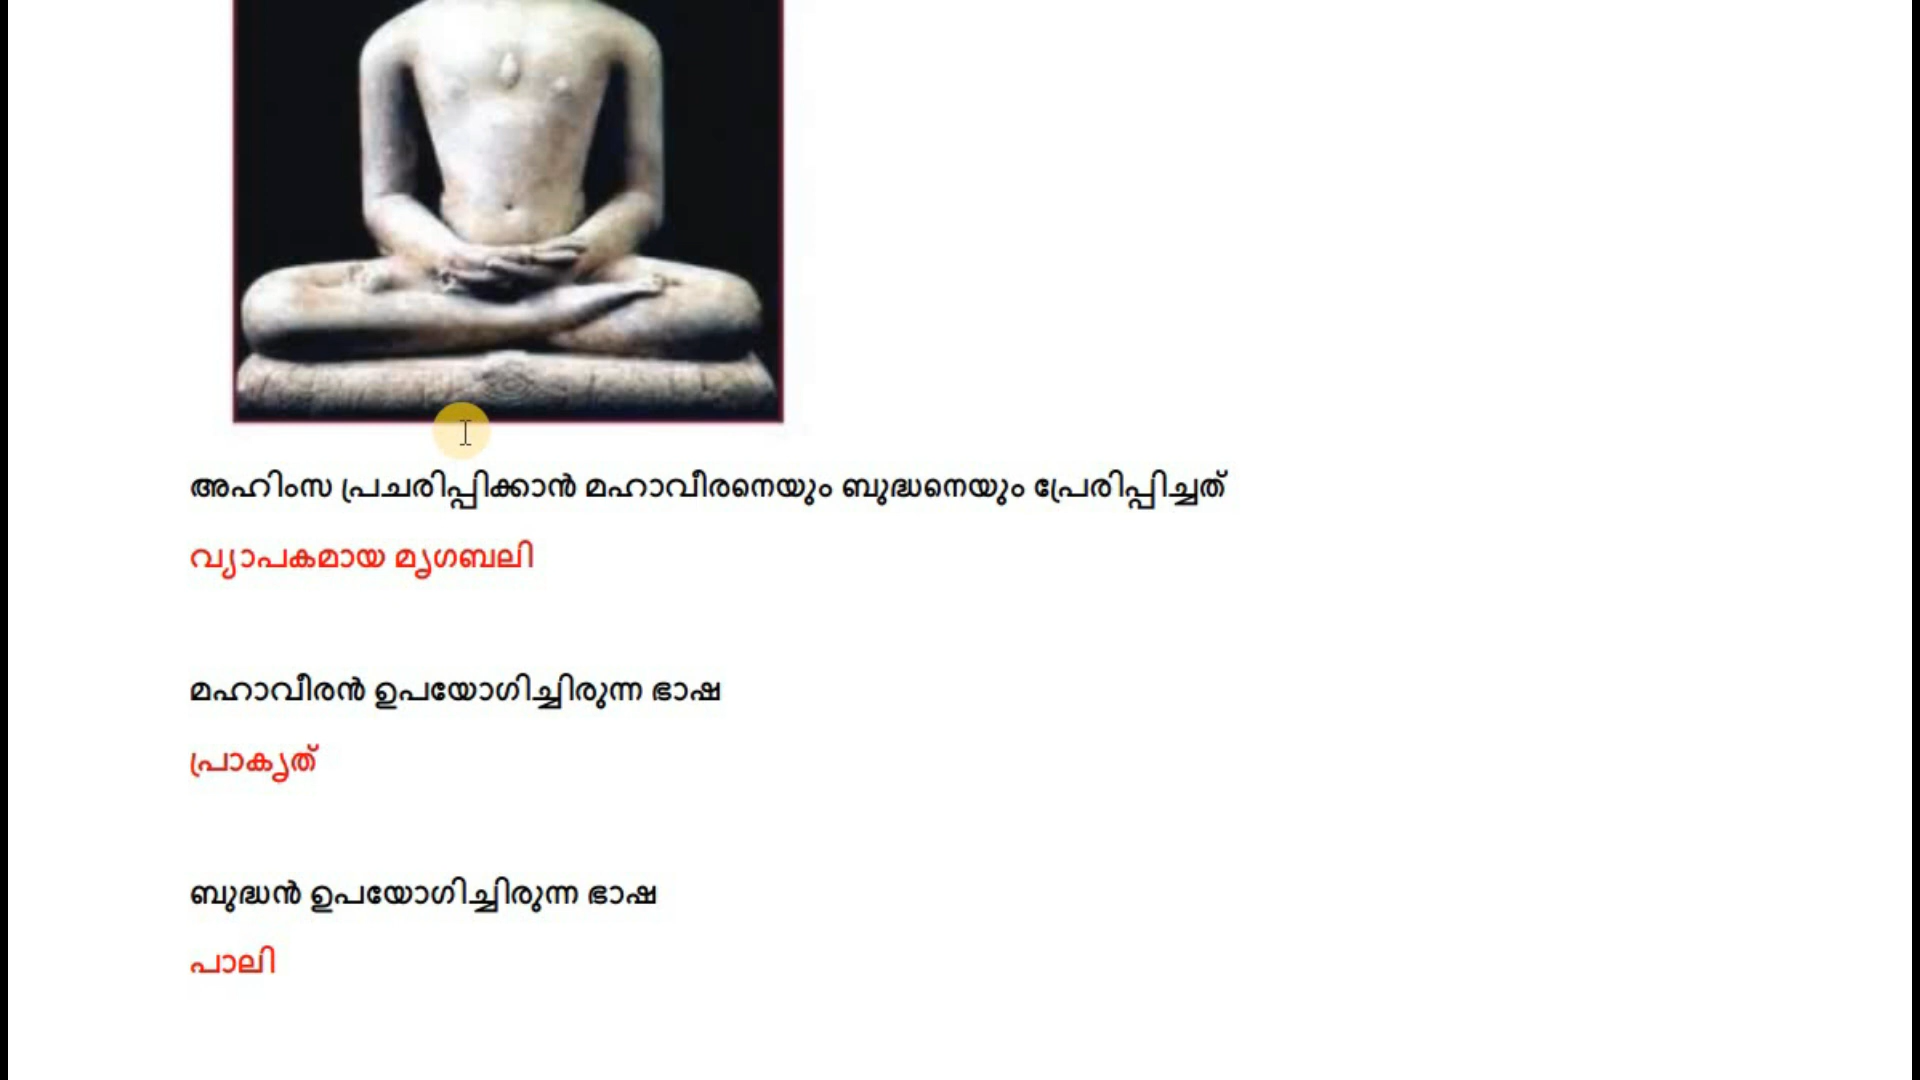 അഹിംസ പ്രചരിപ്പിക്കാൻ മഹാവീരനെയും ബുദ്ധനെയും പ്രേരിപ്പിച്ചത്
വ്യാപകമായ മൃഗബലി
മഹാവീരൻ ഉപയോഗിച്ചിരുന്ന ഭാഷ
പ്രാകൃത്
ബുദ്ധൻ ഉപയോഗിച്ചിരുന്ന ഭാഷ
പാലി